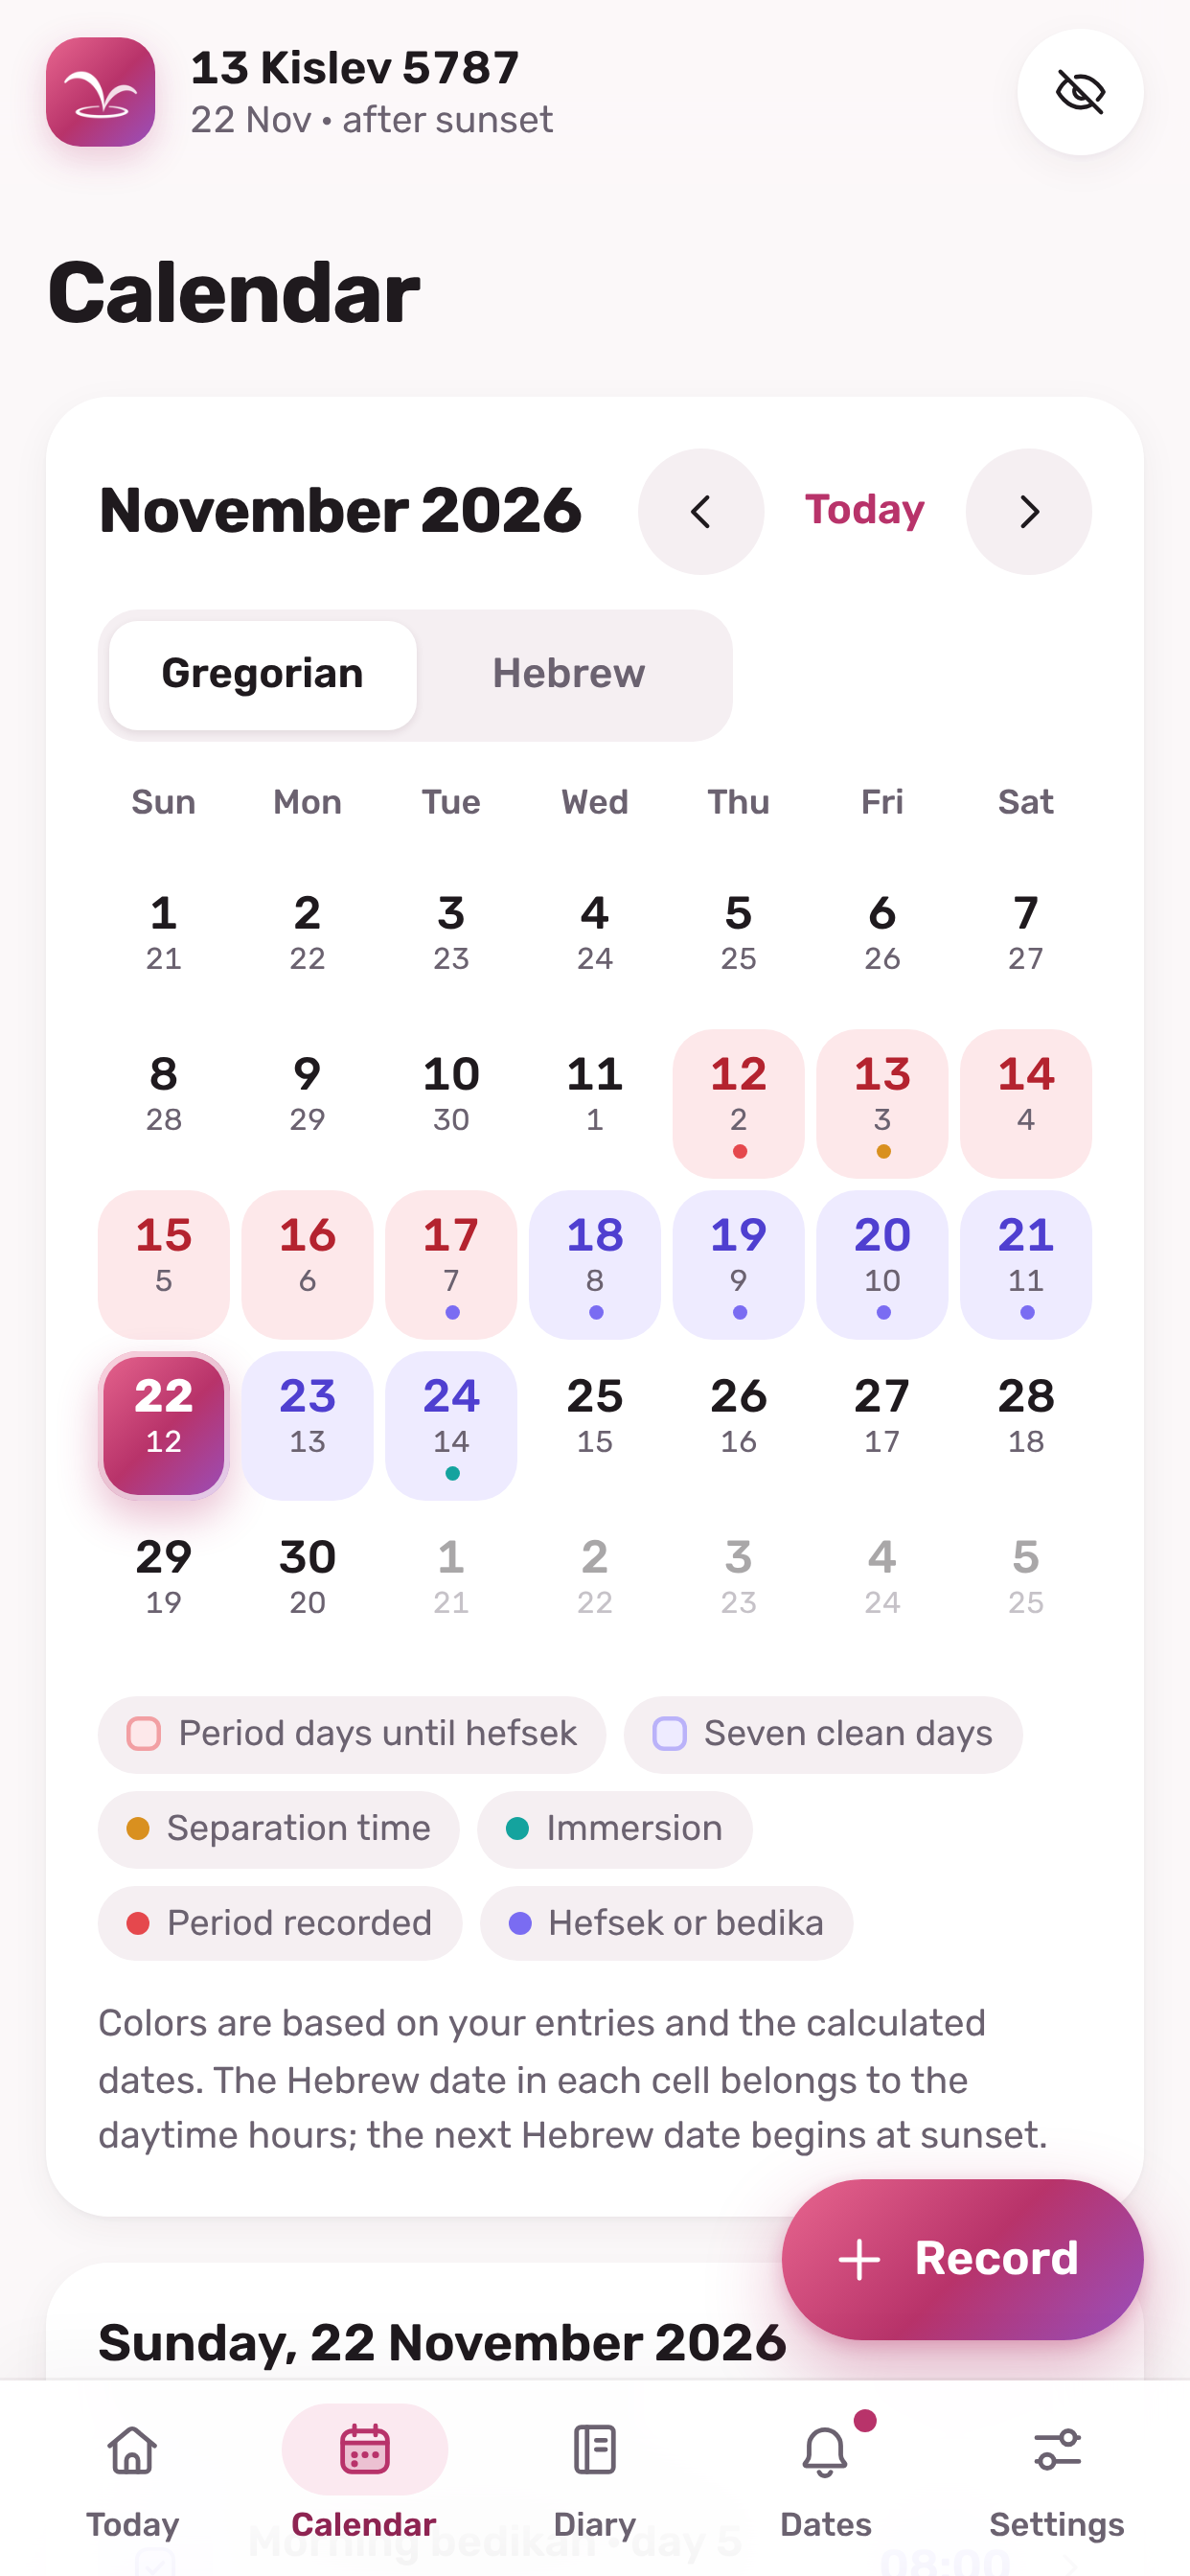 13 Kislev 5787
22 Nov • after sunset
Calendar
November 2026
Today
Gregorian Hebrew
Sun Mon Tue Wed Thu Fri Sat
1 2 3 4 5 6 7
21 22 23 24 25 26 27
8 9 10 11 12 13 14
28 29 30 1 2 3 4
15 16 17 18 19 20 21
5 6 7 8 9 10 11
22 23 24 25 26 27 28
12 13 14 15 16 17 18
29 30 1 2 3 4 5
19 20 21 22 23 24 25
Period days until hefsek Seven clean days
Separation time Immersion
Period recorded Hefsek or bedika
Colors are based on your entries and the calculated
dates. The Hebrew date in each cell belongs to the
daytime hours; the next Hebrew date begins at sunset.
Record
Sunday, 22 November 2026
Today Calendar Diary Dates Settings
Morning bedikah • day 5
08:00